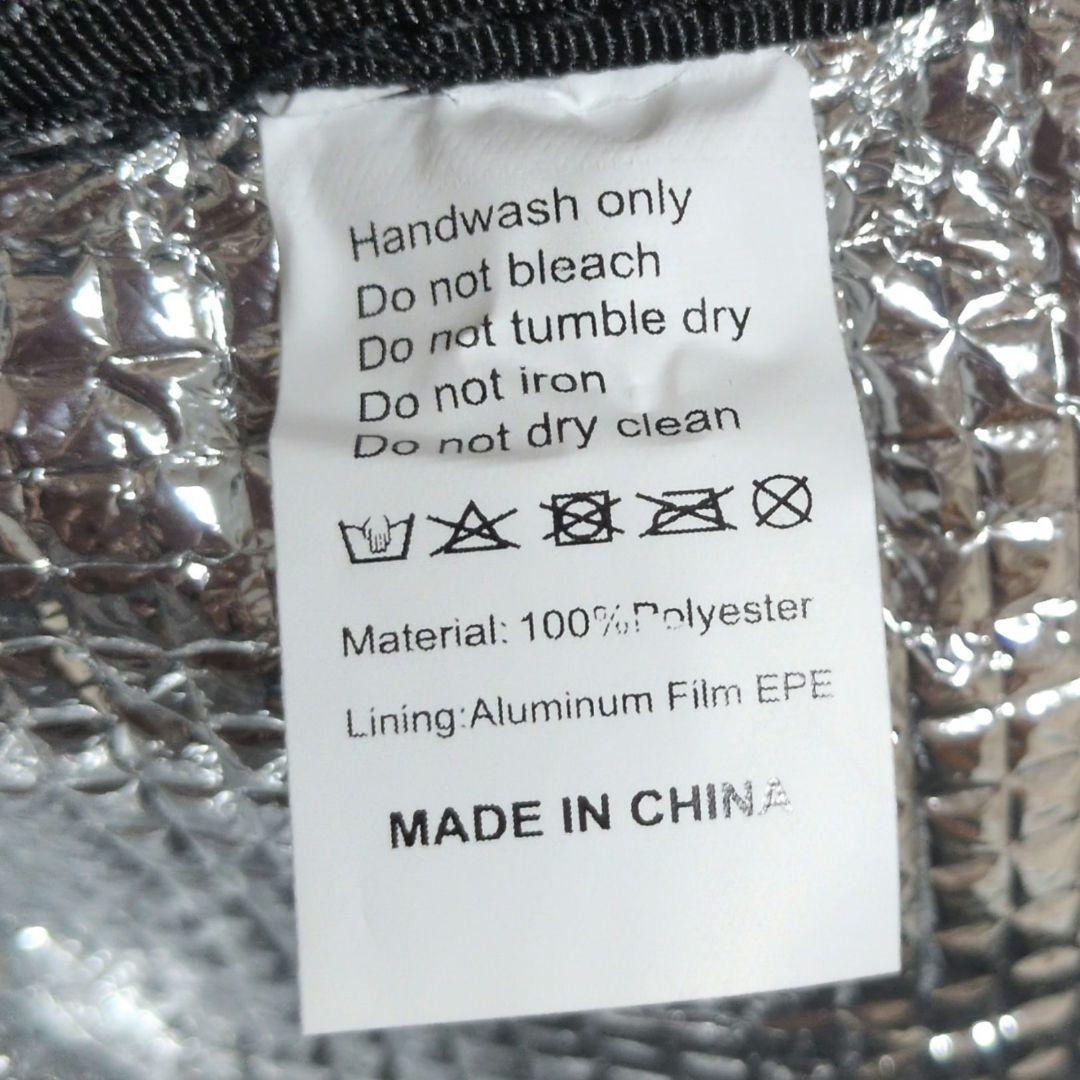 Handwash only
Do not bleach
Do not tumble dry
Do not iron
Do not dry clean
Material: 100%Polyester
Lining:Aluminum Film EPE
MADE IN CHINA